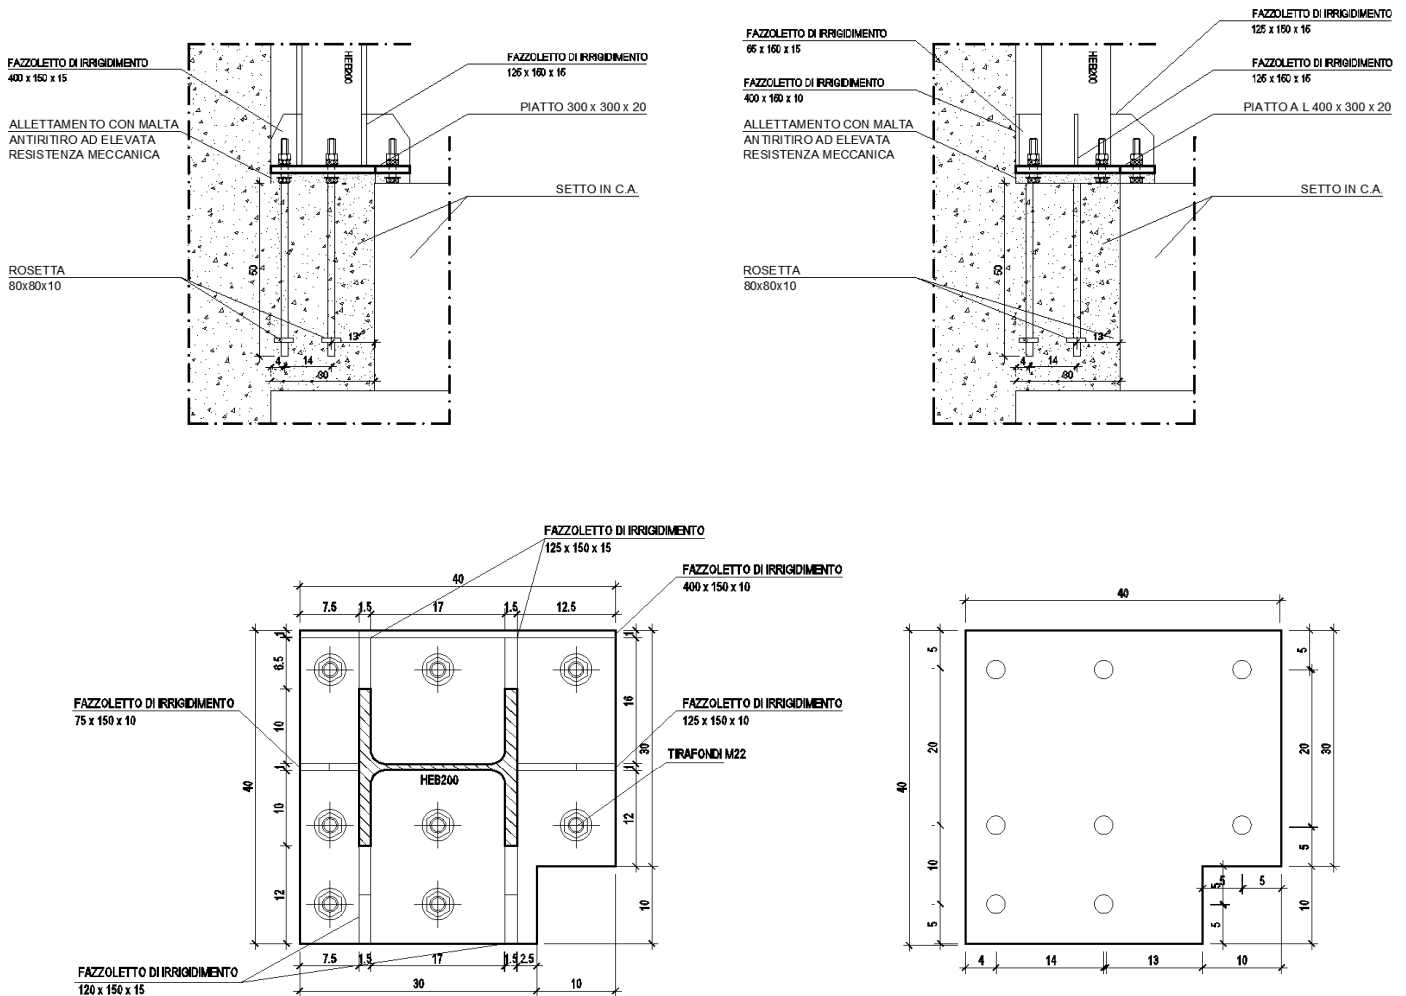 FAZZOLETTO DI IRRIGIDIMENTO
400 x 150 x 15
ALLETTAMENTO CON MALTA
ANTIRITIRO AD ELEVATA
RESISTENZA MECCANICA
ROSETTA
80x80x10
HEB200
FAZZOLETTO DI IRRIGIDIMENTO
125 x 150 x 15
PIATTO 300 x 300 x 20
SETTO IN C.A.
50
13
4
14
30
FAZZOLETTO DI IRRIGIDIMENTO
65 x 150 x 15
FAZZOLETTO DI IRRIGIDIMENTO
400 x 150 x 10
ALLETTAMENTO CON MALTA
ANTIRITIRO AD ELEVATA
RESISTENZA MECCANICA
ROSETTA
80x80x10
HEB200
FAZZOLETTO DI IRRIGIDIMENTO
125 x 150 x 15
FAZZOLETTO DI IRRIGIDIMENTO
125 x 150 x 15
PIATTO A L 400 x 300 x 20
SETTO IN C.A.
50
13
4
14
30
FAZZOLETTO DI IRRIGIDIMENTO
125 x 150 x 15
FAZZOLETTO DI IRRIGIDIMENTO
400 x 150 x 10
40
7.5
1.5
17
1.5
12.5
1
6.5
10
1
10
12
40
FAZZOLETTO DI IRRIGIDIMENTO
75 x 150 x 10
HEB200
FAZZOLETTO DI IRRIGIDIMENTO
125 x 150 x 10
TIRAFONDI M22
1
16
1
12
30
10
7.5
1.5
17
1.5
2.5
30
10
FAZZOLETTO DI IRRIGIDIMENTO
120 x 150 x 15
40
5
20
10
5
40
5
20
5
30
10
5
5
5
5
4
14
13
10